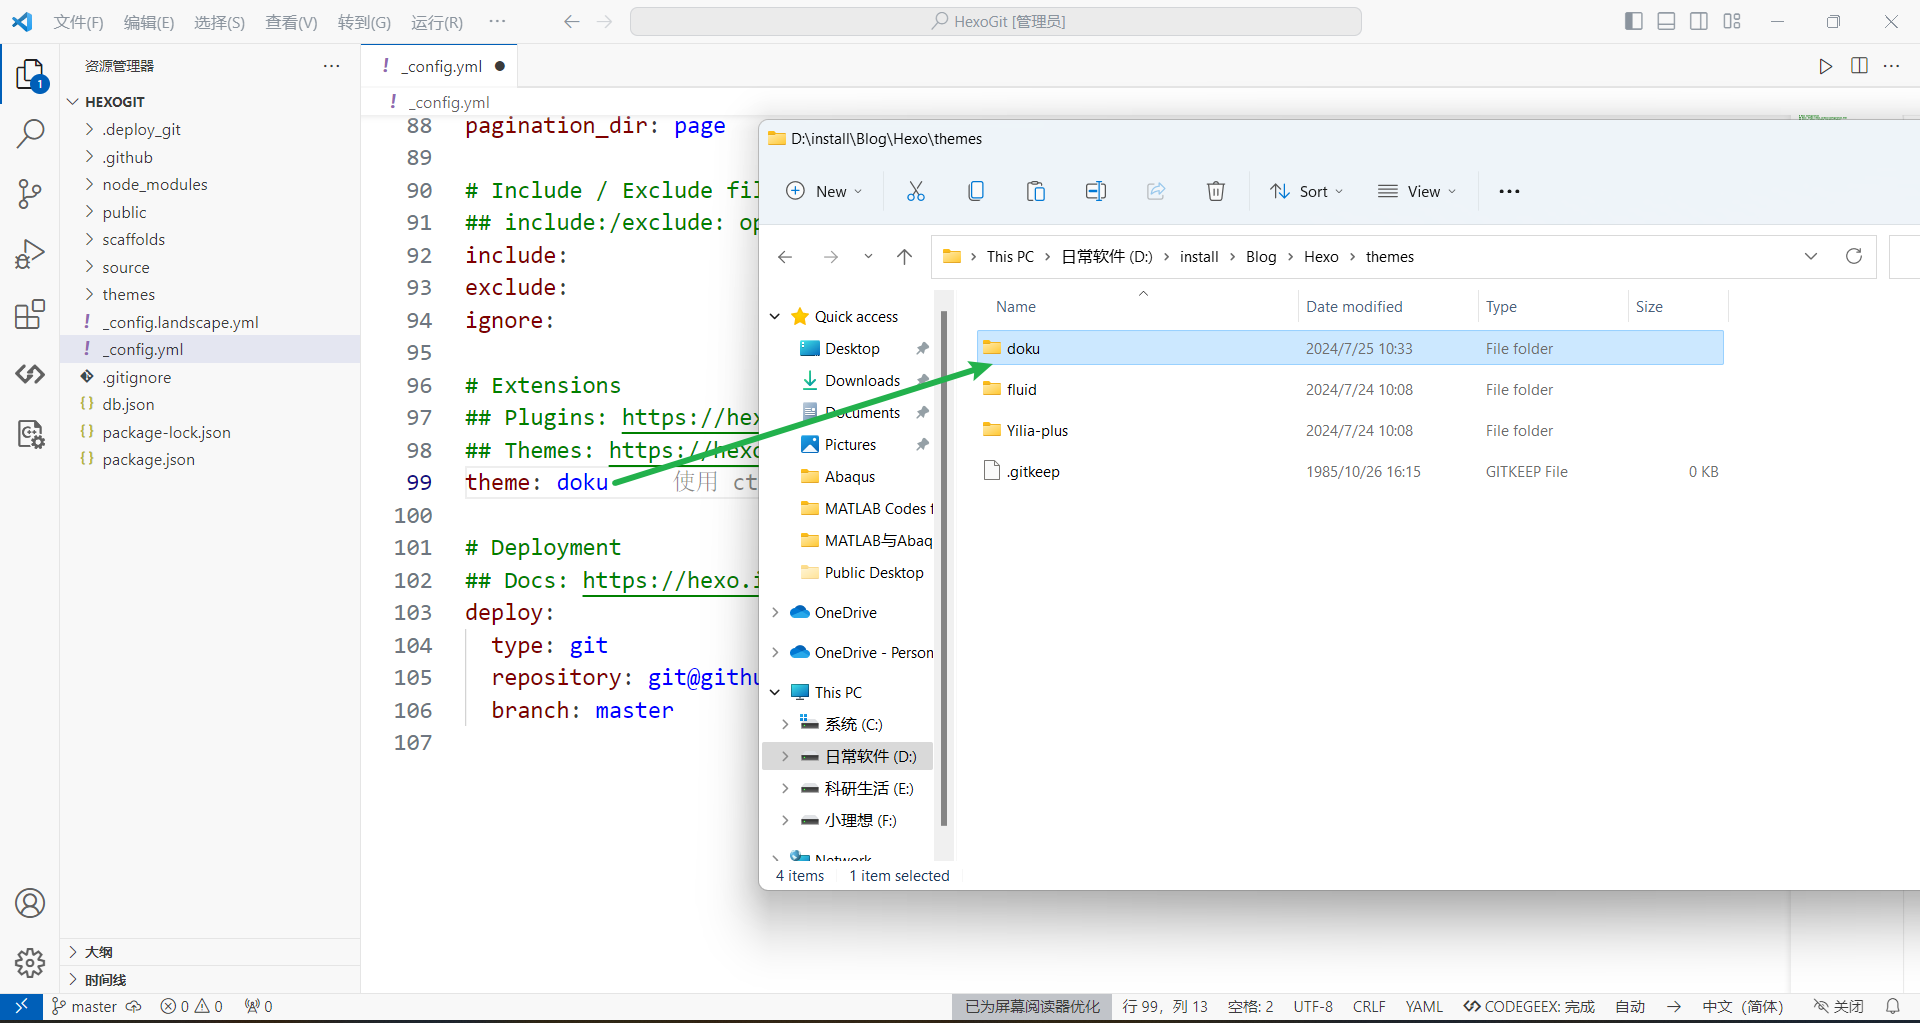 文件(F) 编辑(E) 选择(S) 查看(V) 转到(G) 运行(R) ··· HexoGit [管理员]
资源管理器 ···
HEXOGIT
.deploy_git
.github
node_modules
public
scaffolds
source
themes
! _config.landscape.yml
! _config.yml
.gitignore
{} db.json
{} package-lock.json
{} package.json
大纲
时间线
1
! _config.yml ●
! _config.yml
88 pagination_dir: page
89
90 # Include / Exclude fil
91 ## include:/exclude: op
92 include:
93 exclude:
94 ignore:
95
96 # Extensions
97 ## Plugins: https://hex
98 ## Themes: https://hexo
99 theme: doku 使用 ct
100
101 # Deployment
102 ## Docs: https://hexo.i
103 deploy:
104 type: git
105 repository: git@githu
106 branch: master
107
D:\install\Blog\Hexo\themes
New Sort View •••
This PC › 日常软件 (D:) › install › Blog › Hexo › themes
Quick access
Desktop
Downloads
Documents
Pictures
Abaqus
MATLAB Codes f
MATLAB与Abaq
Public Desktop
OneDrive
OneDrive - Person
This PC
系统 (C:)
日常软件 (D:)
科研生活 (E:)
小理想 (F:)
Network
Name Date modified Type Size
doku 2024/7/25 10:33 File folder
fluid 2024/7/24 10:08 File folder
Yilia-plus 2024/7/24 10:08 File folder
.gitkeep 1985/10/26 16:15 GITKEEP File 0 KB
4 items 1 item selected
master 0 0 0 已为屏幕阅读器优化 行 99，列 13 空格: 2 UTF-8 CRLF YAML CODEGEEX: 完成 自动 → 中文（简体） 关闭